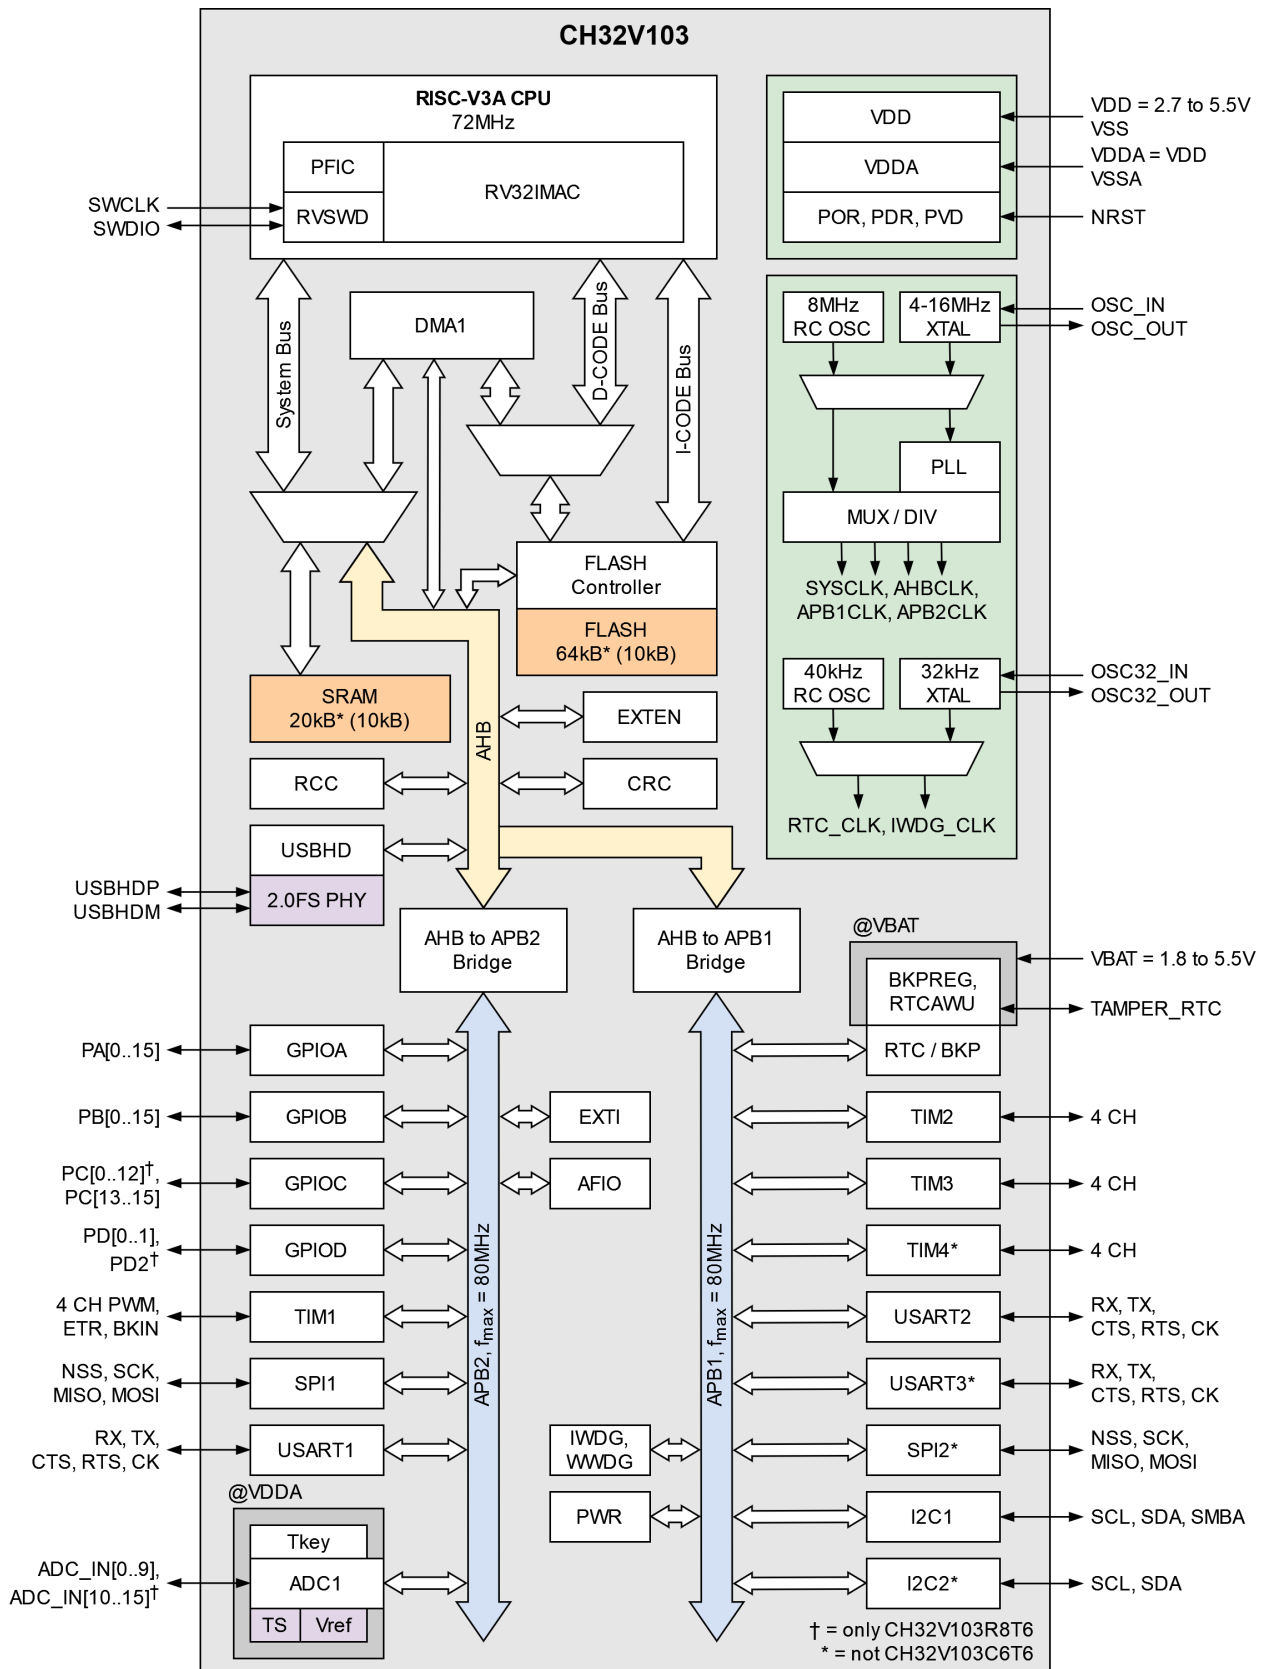 CH32V103
RISC-V3A CPU
72MHz
PFIC
RVSWD
RV32IMAC
SWCLK
SWDIO
VDD
VDDA
POR, PDR, PVD
VDD = 2.7 to 5.5V
VSS
VDDA = VDD
VSSA
NRST
System Bus
DMA1
D-CODE Bus
I-CODE Bus
8MHz
RC OSC
4-16MHz
XTAL
OSC_IN
OSC_OUT
PLL
MUX / DIV
SYSCLK, AHBCLK,
APB1CLK, APB2CLK
FLASH
Controller
FLASH
64kB* (10kB)
SRAM
20kB* (10kB)
40kHz
RC OSC
32kHz
XTAL
OSC32_IN
OSC32_OUT
RTC_CLK, IWDG_CLK
AHB
EXTEN
RCC
CRC
USBHD
2.0FS PHY
USBHDP
USBHDM
AHB to APB2
Bridge
AHB to APB1
Bridge
@VBAT
BKPREG,
RTCAWU
RTC / BKP
VBAT = 1.8 to 5.5V
TAMPER_RTC
PA[0..15]
GPIOA
PB[0..15]
GPIOB
EXTI
TIM2
4 CH
PC[0..12]†,
PC[13..15]
GPIOC
AFIO
TIM3
4 CH
PD[0..1],
PD2†
GPIOD
TIM4*
4 CH
APB2, fmax = 80MHz
APB1, fmax = 80MHz
4 CH PWM,
ETR, BKIN
TIM1
USART2
RX, TX,
CTS, RTS, CK
NSS, SCK,
MISO, MOSI
SPI1
USART3*
RX, TX,
CTS, RTS, CK
RX, TX,
CTS, RTS, CK
USART1
IWDG,
WWDG
SPI2*
NSS, SCK,
MISO, MOSI
@VDDA
Tkey
ADC1
TS
Vref
PWR
I2C1
SCL, SDA, SMBA
ADC_IN[0..9],
ADC_IN[10..15]†
I2C2*
SCL, SDA
† = only CH32V103R8T6
* = not CH32V103C6T6